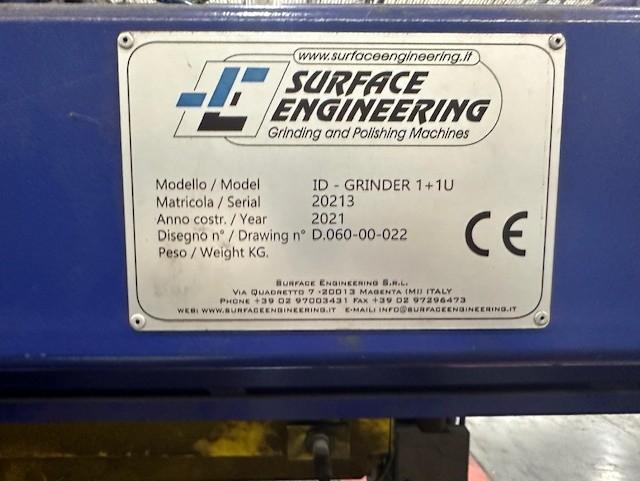 www.surfaceengineering.it
SURFACE
ENGINEERING
Grinding and Polishing Machines
Modello / Model ID - GRINDER 1+1U
Matricola / Serial 20213
Anno costr. / Year 2021
Disegno n° / Drawing n° D.060-00-022
Peso / Weight KG.
CE
SURFACE ENGINEERING S.R.L.
VIA QUADRETTO 7 -20013 MAGENTA (MI) ITALY
PHONE +39 02 97003431 FAX +39 02 97296473
WEB: WWW.SURFACEENGINEERING.IT E-MAIL: INFO@SURFACEENGINEERING.IT